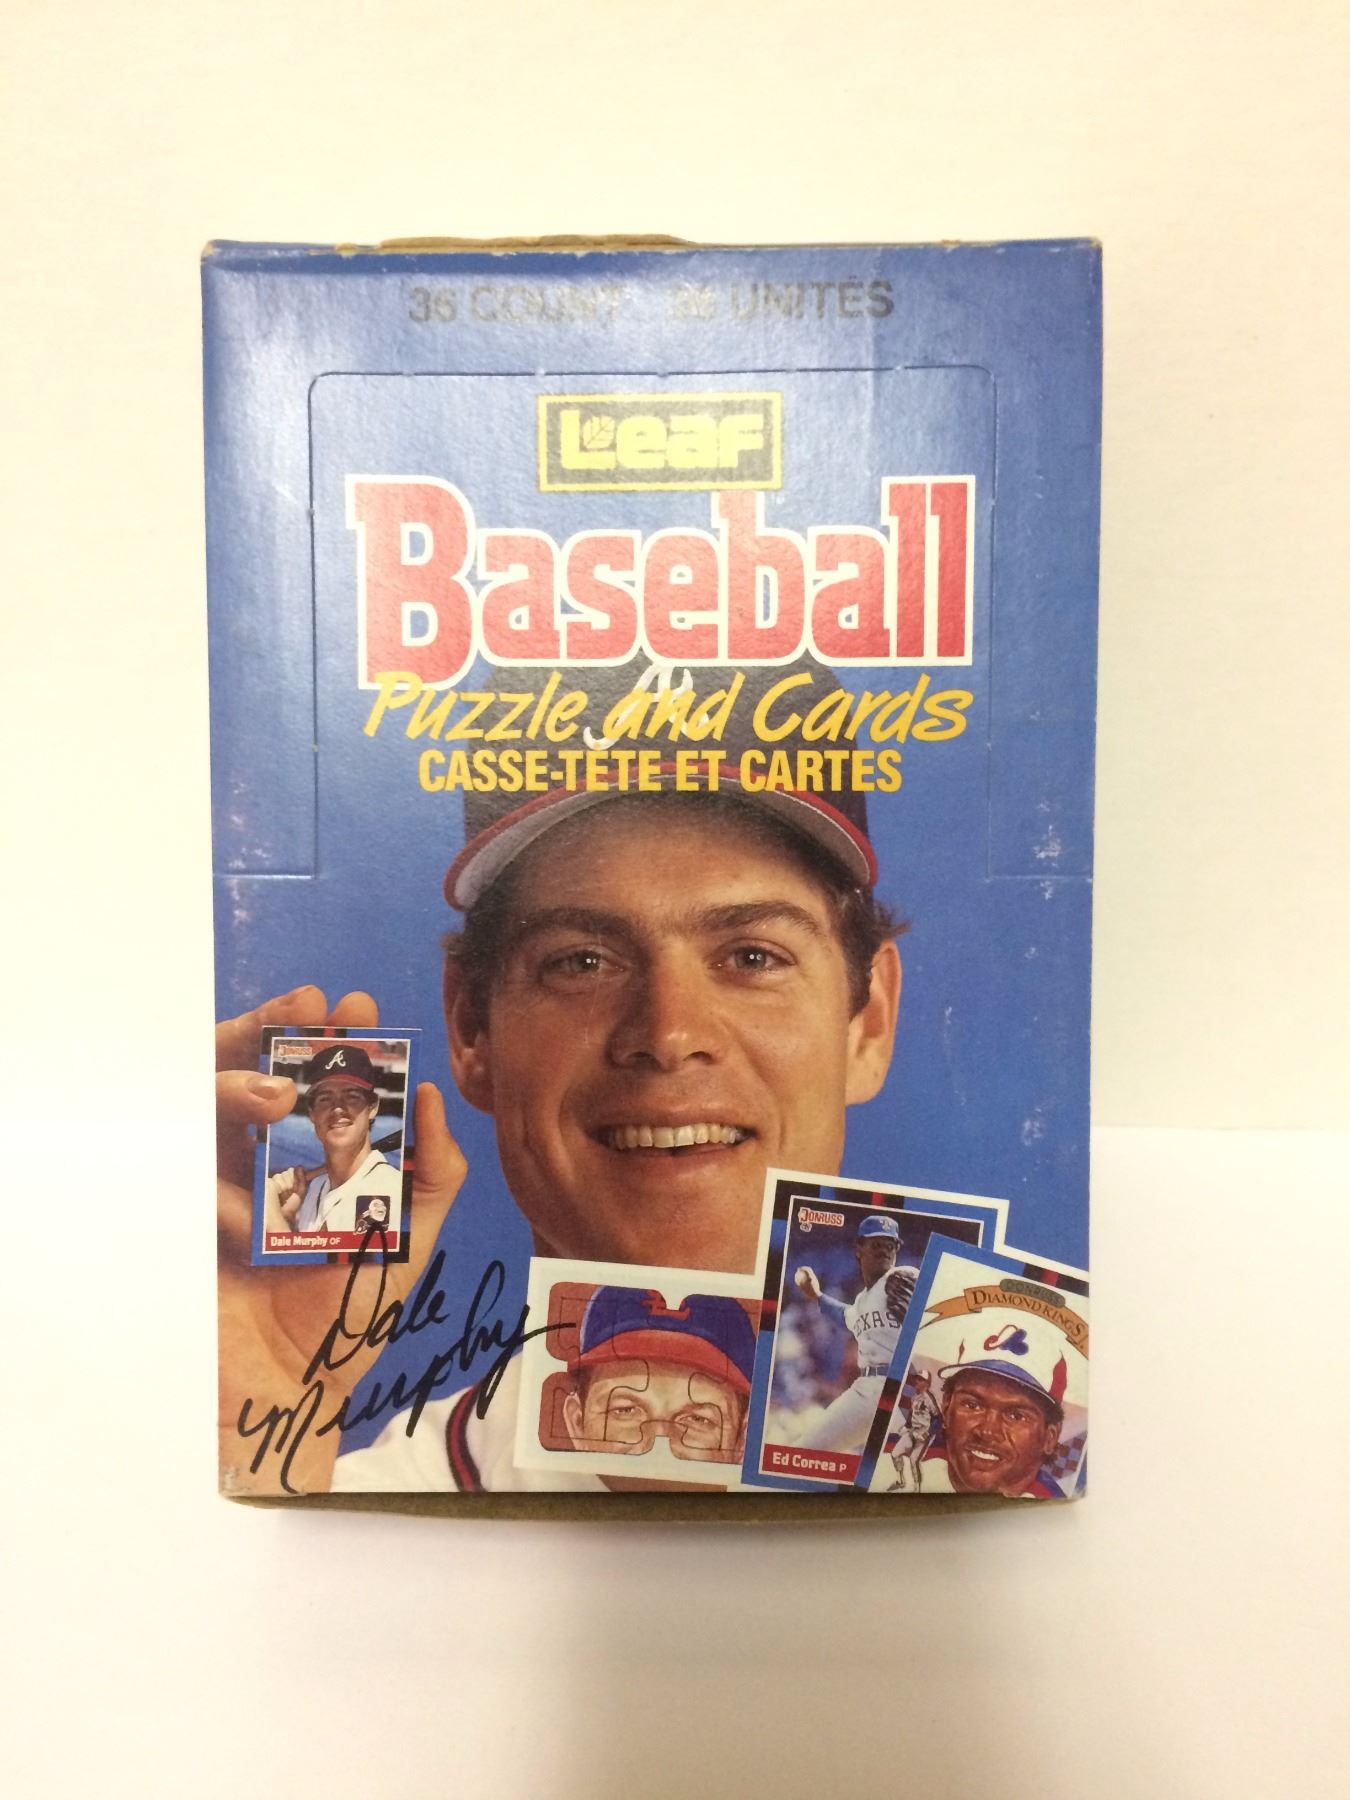 36 COUNT 36 UNITÉS
Leaf
Baseball
Puzzle and Cards
CASSE-TÊTE ET CARTES
DONRUSS
A
Dale Murphy OF
Dale
Murphy
DONRUSS
TEXAS
Ed Correa P
DONRUSS
DIAMOND KINGS